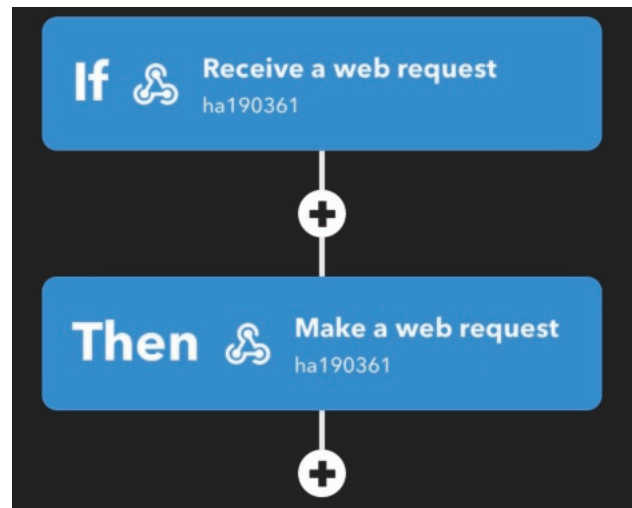 If
Receive a web request
ha190361
Then
Make a web request
ha190361